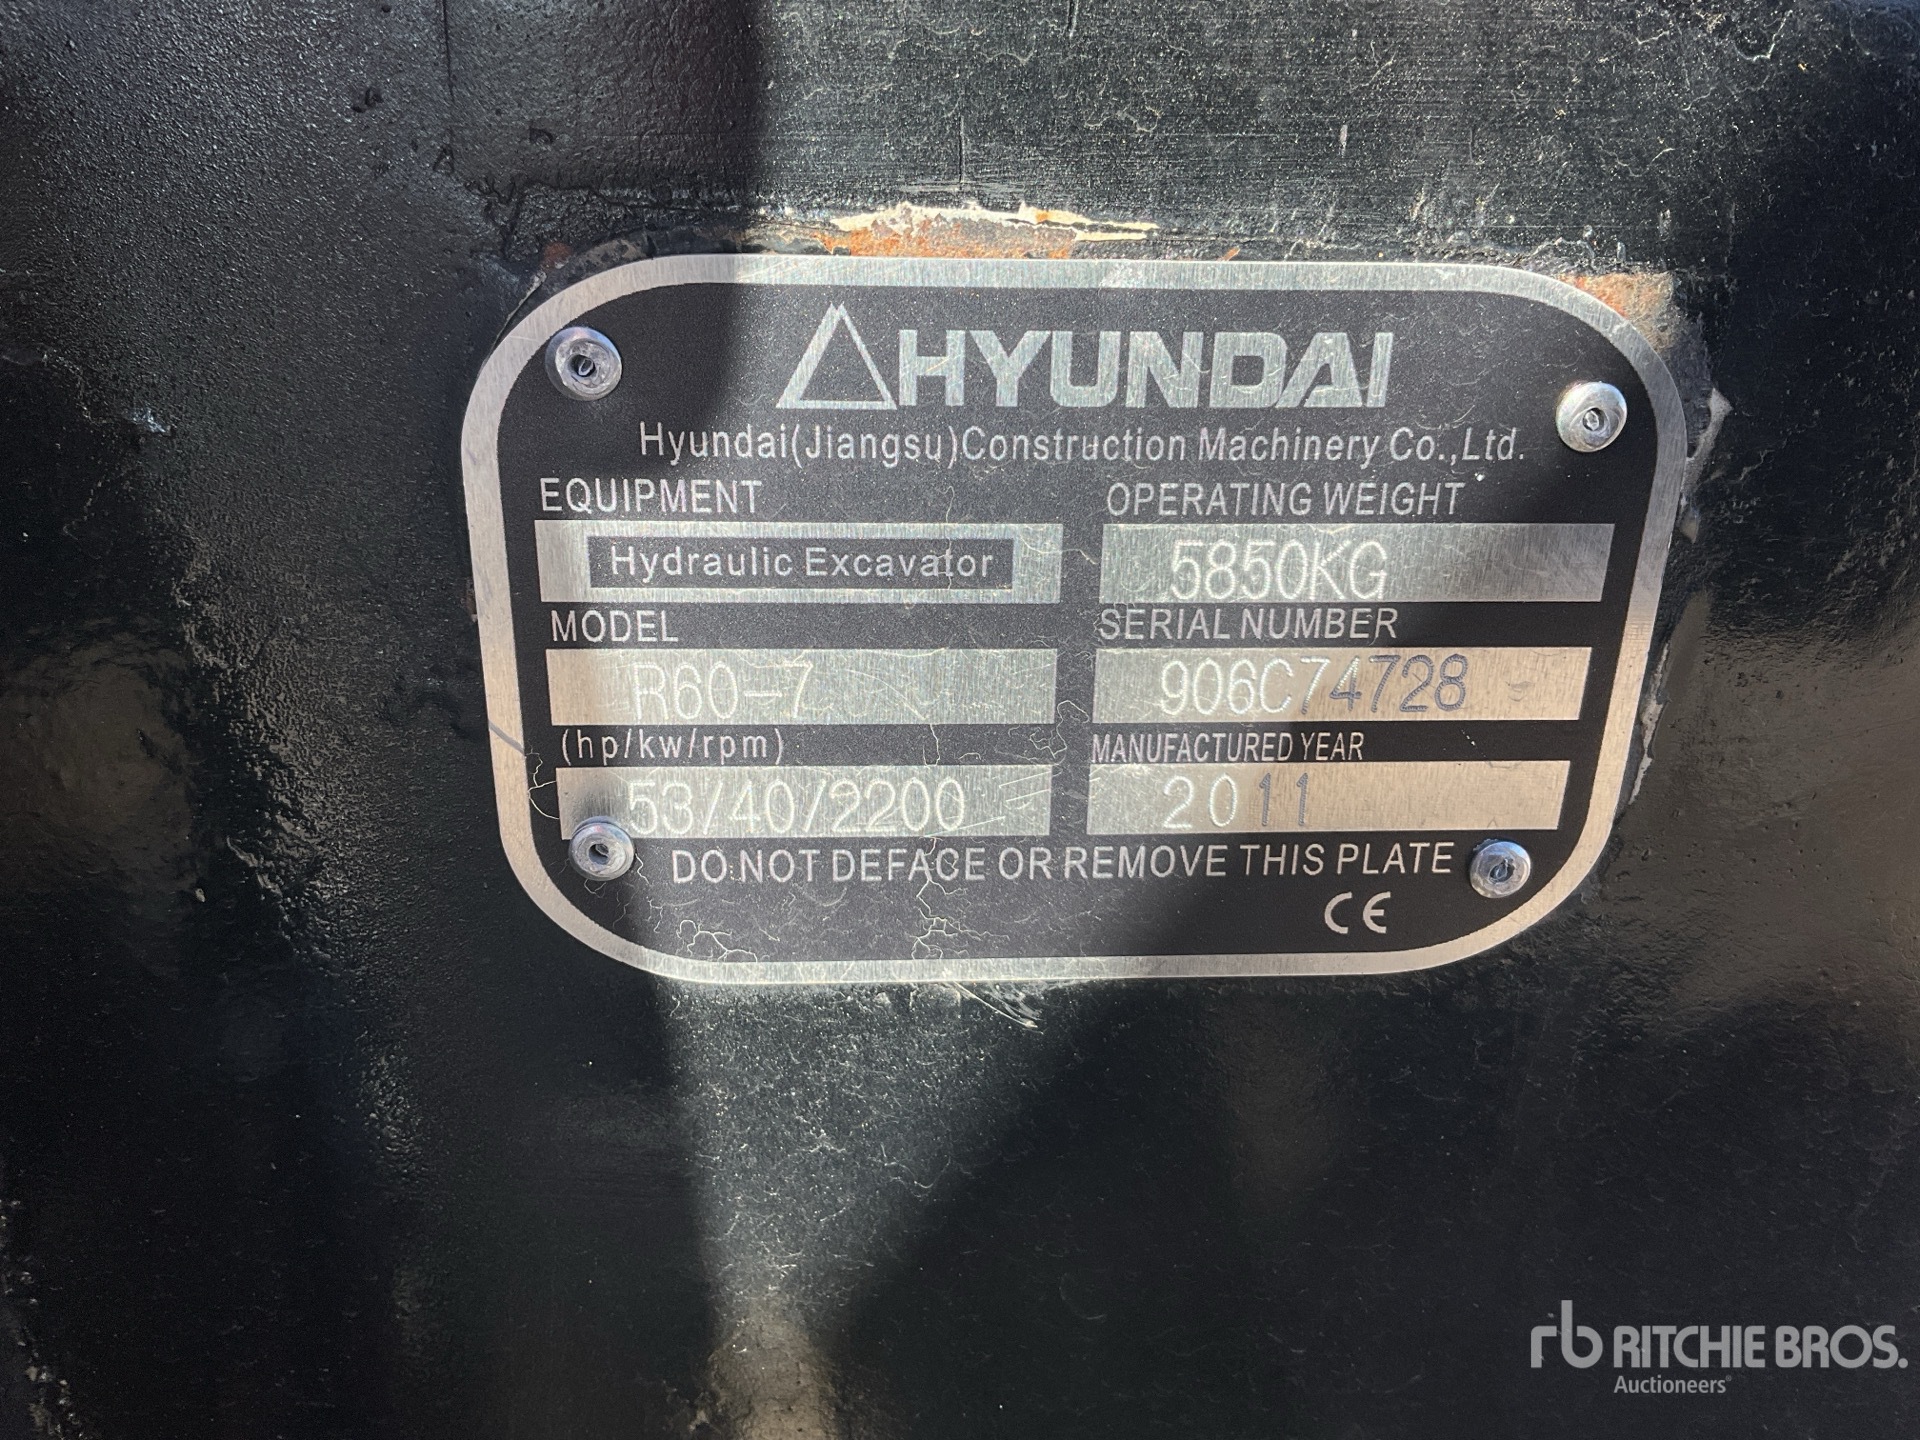 HYUNDAI
Hyundai(Jiangsu)Construction Machinery Co.,Ltd.
EQUIPMENT
Hydraulic Excavator
OPERATING WEIGHT
5850KG
MODEL
R60-7
SERIAL NUMBER
906C74728
(hp/kw/rpm)
53/40/2200
MANUFACTURED YEAR
2011
DO NOT DEFACE OR REMOVE THIS PLATE
CE
rb RITCHIE BROS.
Auctioneers